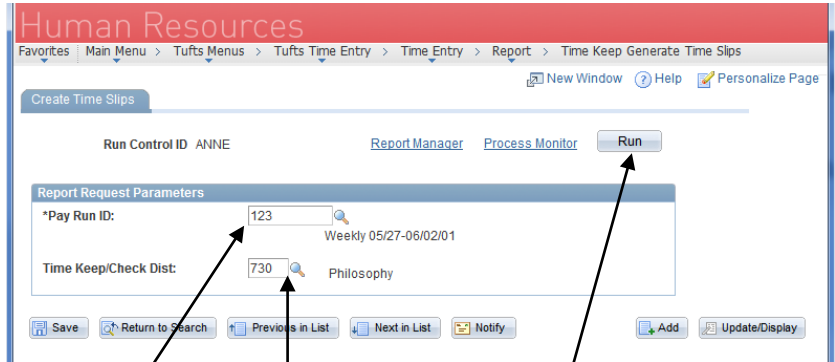 Human Resources
Favorites Main Menu > Tufts Menus > Tufts Time Entry > Time Entry > Report > Time Keep Generate Time Slips
New Window ? Help Personalize Page
Create Time Slips
Run Control ID ANNE Report Manager Process Monitor Run
Report Request Parameters
*Pay Run ID: 123
Weekly 05/27-06/02/01
Time Keep/Check Dist: 730 Philosophy
Save Return to Search Previous in List Next in List Notify Add Update/Display